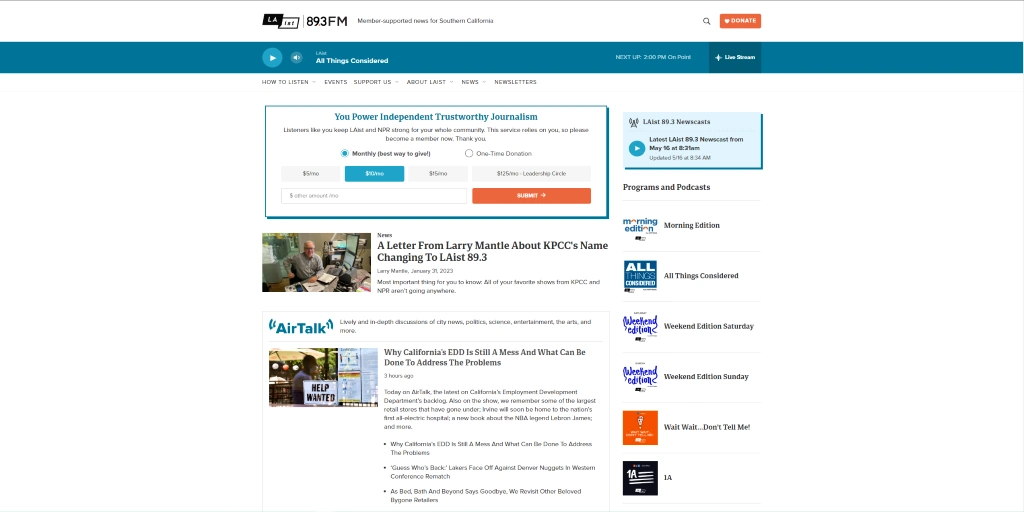 LAist 89.3FM Member-supported news for Southern California
DONATE
LAist
All Things Considered
NEXT UP: 2:00 PM On Point
Live Stream
HOW TO LISTEN EVENTS SUPPORT US ABOUT LAIST NEWS NEWSLETTERS
You Power Independent Trustworthy Journalism
Listeners like you keep LAist and NPR strong for your whole community. This service relies on you, so please
become a member now. Thank you.
Monthly (best way to give!) One-Time Donation
$5/mo $10/mo $15/mo $125/mo - Leadership Circle
$ other amount /mo SUBMIT
News
A Letter From Larry Mantle About KPCC's Name
Changing To LAist 89.3
Larry Mantle, January 31, 2023
Most important thing for you to know: All of your favorite shows from KPCC and
NPR aren't going anywhere.
AirTalk
Lively and in-depth discussions of city news, politics, science, entertainment, the arts, and
more.
HELP
WANTED
Why California's EDD Is Still A Mess And What Can Be
Done To Address The Problems
3 hours ago
Today on AirTalk, the latest on California's Employment Development
Department's backlog. Also on the show, we remember some of the largest
retail stores that have gone under; Irvine will soon be home to the nation's
first all-electric hospital; a new book about the NBA legend Lebron James;
and more.
Why California's EDD Is Still A Mess And What Can Be Done To Address
The Problems
'Guess Who's Back:' Lakers Face Off Against Denver Nuggets In Western
Conference Rematch
As Bed, Bath And Beyond Says Goodbye, We Revisit Other Beloved
Bygone Retailers
LAist 89.3 Newscasts
Latest LAist 89.3 Newscast from
May 16 at 8:31am
Updated 5/16 at 8:34 AM
Programs and Podcasts
morning
edition
Morning Edition
ALL
THINGS
CONSIDERED
All Things Considered
Weekend
edition
Weekend Edition Saturday
Weekend
edition
Weekend Edition Sunday
Wait Wait...Don't Tell Me!
1A
1A